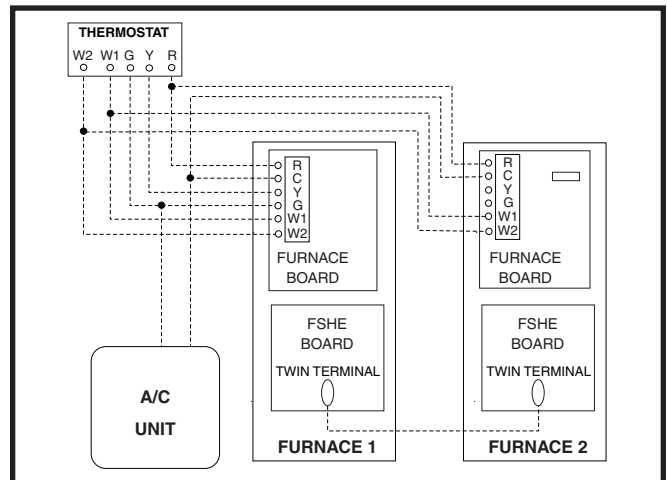 THERMOSTAT
W2 W1 G Y R
R
C
Y
G
W1
W2
FURNACE
BOARD
R
C
Y
G
W1
W2
FURNACE
BOARD
FSHE
BOARD
TWIN TERMINAL
FSHE
BOARD
TWIN TERMINAL
A/C
UNIT
FURNACE 1
FURNACE 2